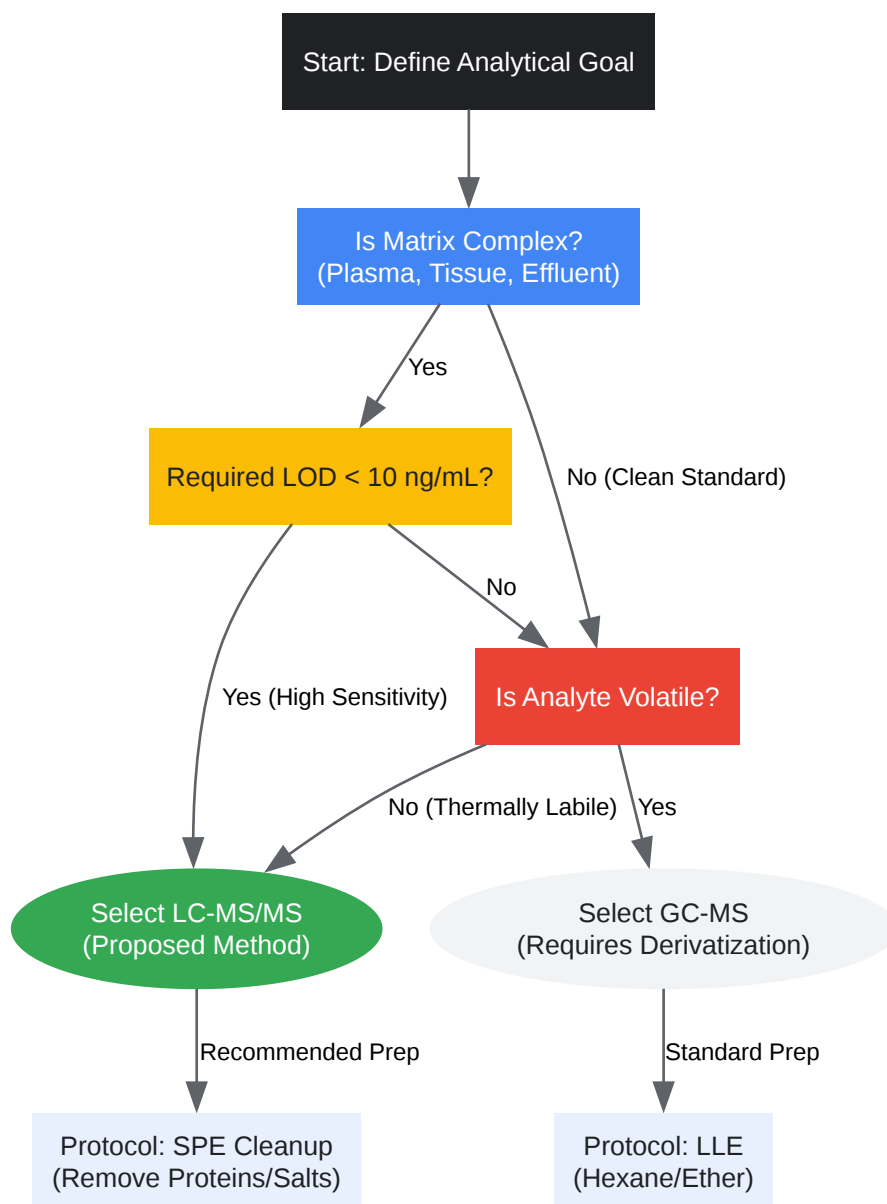 Start: Define Analytical Goal
Is Matrix Complex?
(Plasma, Tissue, Effluent)
Yes
Required LOD < 10 ng/mL?
No (Clean Standard)
No
Is Analyte Volatile?
Yes (High Sensitivity)
No (Thermally Labile)
Yes
Select LC-MS/MS
(Proposed Method)
Select GC-MS
(Requires Derivatization)
Recommended Prep
Standard Prep
Protocol: SPE Cleanup
(Remove Proteins/Salts)
Protocol: LLE
(Hexane/Ether)